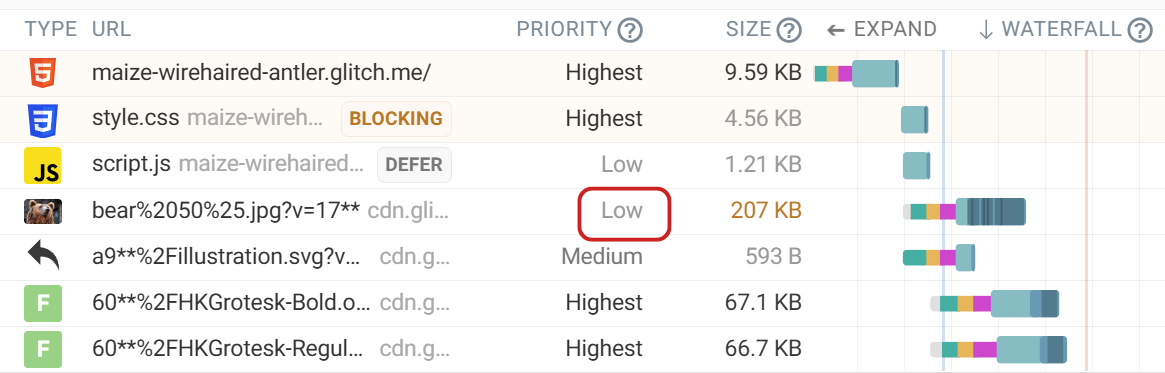 TYPE URL PRIORITY ? SIZE ? ← EXPAND ↓ WATERFALL ?
5 maize-wirehaired-antler.glitch.me/ Highest 9.59 KB
3 style.css maize-wireh... BLOCKING Highest 4.56 KB
JS script.js maize-wirehaired... DEFER Low 1.21 KB
bear%2050%25.jpg?v=17** cdn.gli... Low 207 KB
a9**%2Fillustration.svg?v... cdn.g... Medium 593 B
F 60**%2FHKGrotesk-Bold.o... cdn.g... Highest 67.1 KB
F 60**%2FHKGrotesk-Regul... cdn.g... Highest 66.7 KB